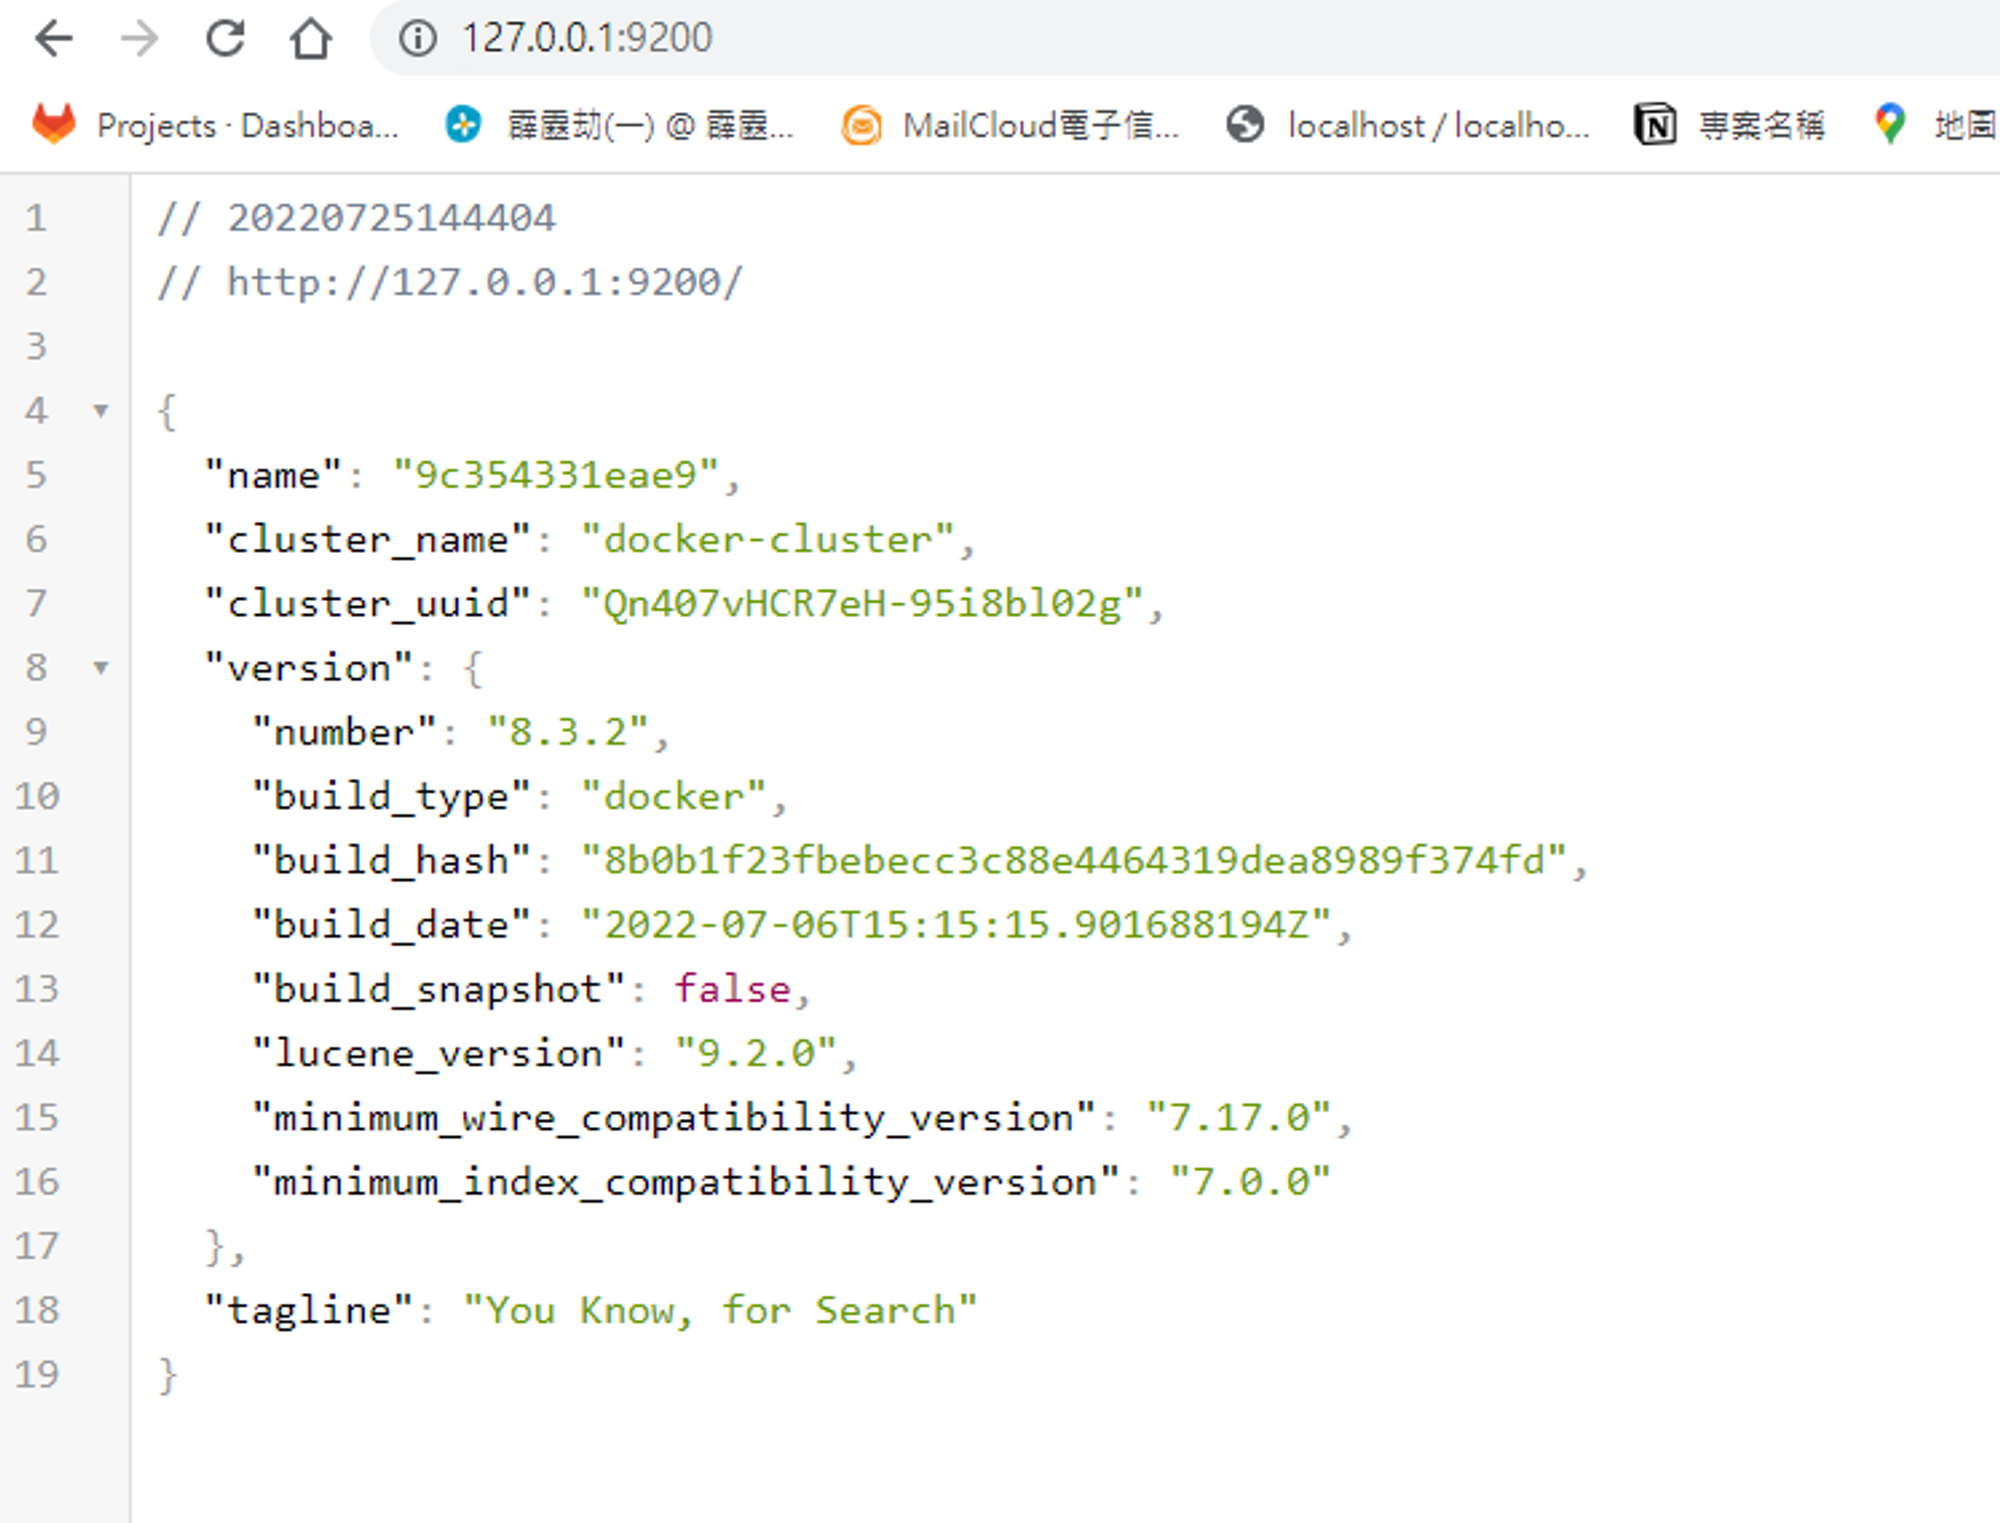 127.0.0.1:9200
Projects · Dashboa... 霹靂劫(一) @ 霹靂... MailCloud電子信... localhost / localho... 專案名稱 地圖
1 // 20220725144404
2 // http://127.0.0.1:9200/
3
4 {
5 "name": "9c354331eae9",
6 "cluster_name": "docker-cluster",
7 "cluster_uuid": "Qn407vHCR7eH-95i8bl02g",
8 "version": {
9 "number": "8.3.2",
10 "build_type": "docker",
11 "build_hash": "8b0b1f23fbebecc3c88e4464319dea8989f374fd",
12 "build_date": "2022-07-06T15:15:15.901688194Z",
13 "build_snapshot": false,
14 "lucene_version": "9.2.0",
15 "minimum_wire_compatibility_version": "7.17.0",
16 "minimum_index_compatibility_version": "7.0.0"
17 },
18 "tagline": "You Know, for Search"
19 }